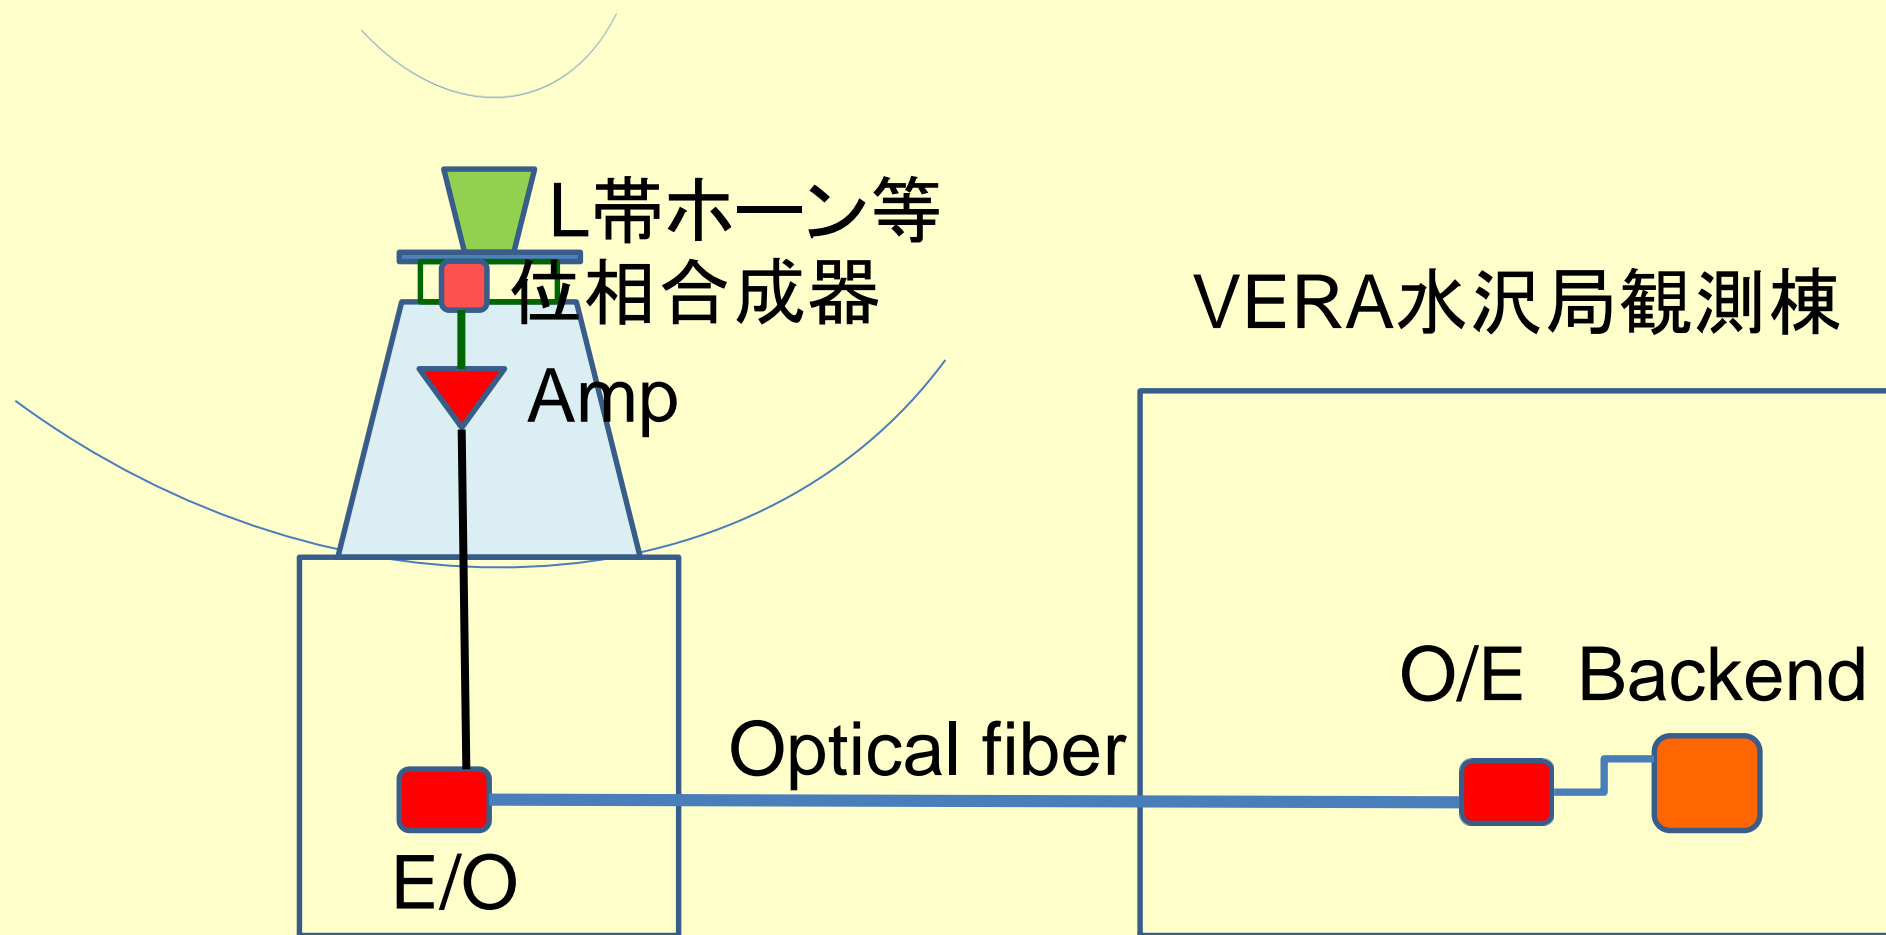 L帯ホーン等
位相合成器
VERA水沢局観測棟
Amp
O/E Backend
Optical fiber
E/O